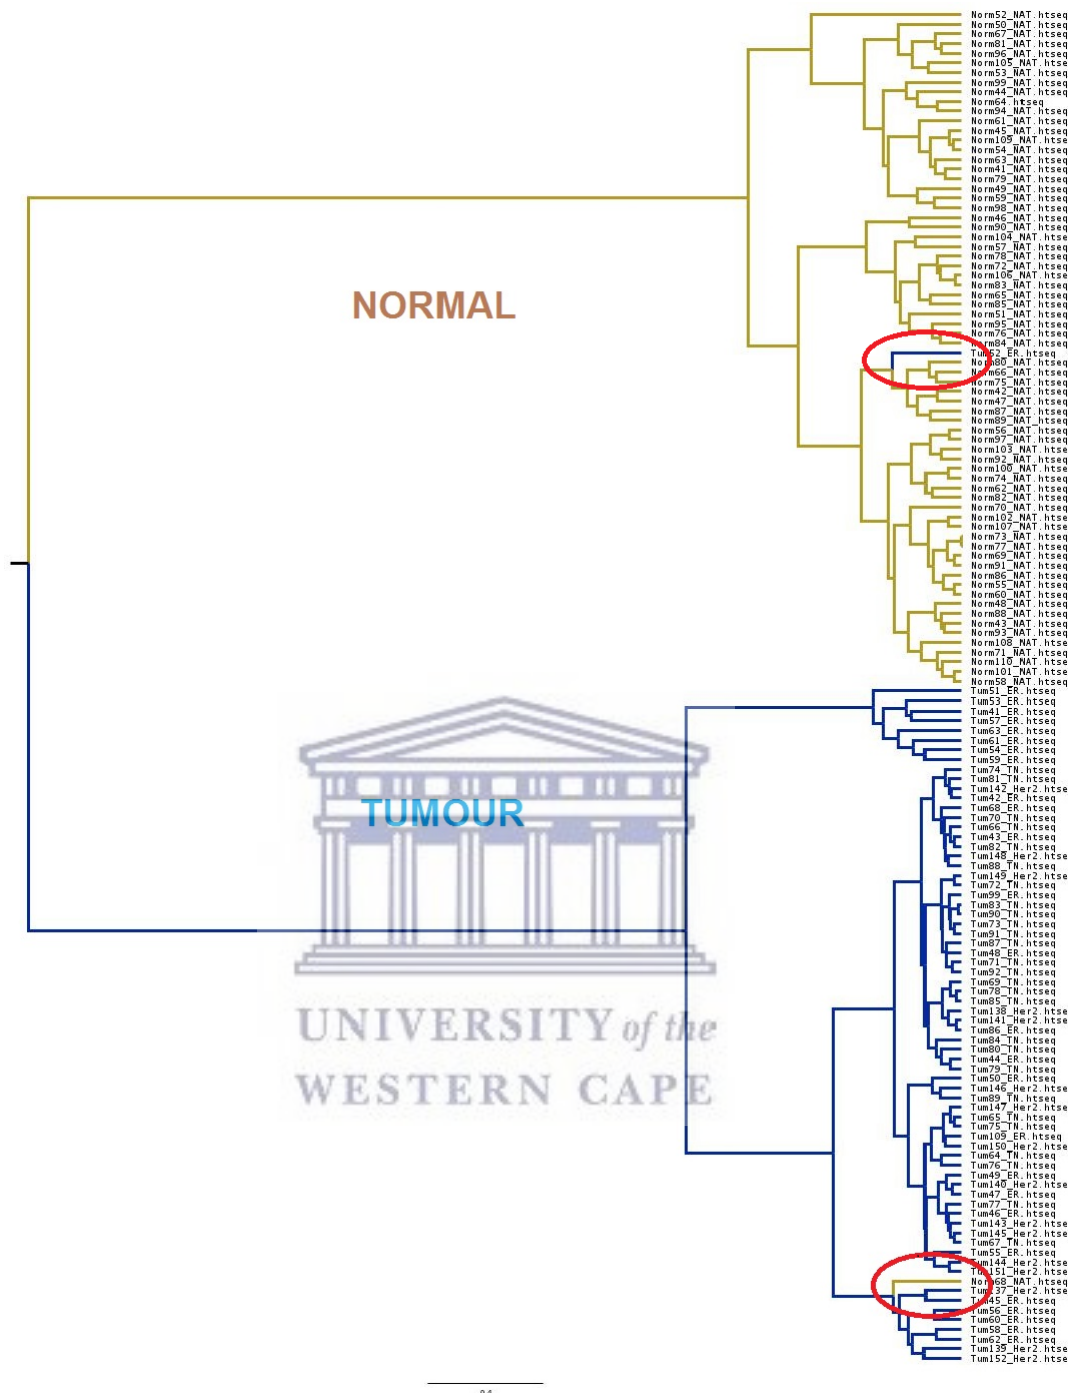 Norm52_NAT.htseq
Norm50_NAT.htseq
Norm67_NAT.htseq
Norm81_NAT.htseq
Norm96_NAT.htseq
Norm105_NAT.htse
Norm53_NAT.htseq
Norm99_NAT.htseq
Norm44_NAT.htseq
Norm64.htseq
Norm94_NAT.htseq
Norm61_NAT.htseq
Norm45_NAT.htseq
Norm109_NAT.htse
Norm54_NAT.htseq
Norm63_NAT.htseq
Norm41_NAT.htseq
Norm79_NAT.htseq
Norm49_NAT.htseq
Norm59_NAT.htseq
Norm98_NAT.htseq
Norm46_NAT.htseq
Norm90_NAT.htseq
Norm104_NAT.htse
Norm57_NAT.htseq
Norm78_NAT.htseq
Norm72_NAT.htseq
Norm106_NAT.htse
Norm83_NAT.htseq
Norm65_NAT.htseq
Norm85_NAT.htseq
NORMAL
Norm51_NAT.htseq
Norm95_NAT.htseq
Norm76_NAT.htseq
Norm84_NAT.htseq
Tum52_ER.htseq
Norm80_NAT.htseq
Norm66_NAT.htseq
Norm75_NAT.htseq
Norm42_NAT.htseq
Norm47_NAT.htseq
Norm87_NAT.htseq
Norm89_NAT.htseq
Norm56_NAT.htseq
Norm97_NAT.htseq
Norm103_NAT.htse
Norm92_NAT.htseq
Norm100_NAT.htse
Norm74_NAT.htseq
Norm62_NAT.htseq
Norm82_NAT.htseq
Norm70_NAT.htseq
Norm102_NAT.htse
Norm107_NAT.htse
Norm73_NAT.htseq
Norm77_NAT.htseq
Norm69_NAT.htseq
Norm91_NAT.htseq
Norm86_NAT.htseq
Norm55_NAT.htseq
Norm60_NAT.htseq
Norm48_NAT.htseq
Norm88_NAT.htseq
Norm43_NAT.htseq
Norm93_NAT.htseq
Norm108_NAT.htse
Norm71_NAT.htseq
Norm110_NAT.htse
Norm101_NAT.htse
Norm58_NAT.htseq
Tum51_ER.htseq
Tum53_ER.htseq
Tum41_ER.htseq
Tum57_ER.htseq
Tum63_ER.htseq
Tum61_ER.htseq
Tum54_ER.htseq
Tum59_ER.htseq
Tum74_TN.htseq
Tum81_TN.htseq
Tum142_Her2.htse
Tum42_ER.htseq
Tum68_ER.htseq
TUMOUR
Tum70_TN.htseq
Tum66_TN.htseq
Tum43_ER.htseq
Tum82_TN.htseq
Tum148_Her2.htse
Tum88_TN.htseq
Tum149_Her2.htse
Tum72_TN.htseq
Tum99_ER.htseq
Tum83_TN.htseq
Tum90_TN.htseq
Tum73_TN.htseq
Tum91_TN.htseq
Tum87_TN.htseq
Tum48_ER.htseq
Tum71_TN.htseq
Tum92_TN.htseq
Tum69_TN.htseq
Tum78_TN.htseq
Tum85_TN.htseq
Tum138_Her2.htse
Tum141_Her2.htse
UNIVERSITY of the
Tum86_ER.htseq
Tum84_TN.htseq
Tum80_TN.htseq
Tum44_ER.htseq
Tum79_TN.htseq
Tum50_ER.htseq
WESTERN CAPE
Tum146_Her2.htse
Tum89_TN.htseq
Tum147_Her2.htse
Tum65_TN.htseq
Tum75_TN.htseq
Tum109_ER.htseq
Tum150_Her2.htse
Tum64_TN.htseq
Tum76_TN.htseq
Tum49_ER.htseq
Tum140_Her2.htse
Tum47_ER.htseq
Tum77_TN.htseq
Tum46_ER.htseq
Tum143_Her2.htse
Tum145_Her2.htse
Tum67_TN.htseq
Tum55_ER.htseq
Tum144_Her2.htse
Tum151_Her2.htse
Norm68_NAT.htseq
Tum137_Her2.htse
Tum45_ER.htseq
Tum56_ER.htseq
Tum60_ER.htseq
Tum58_ER.htseq
Tum62_ER.htseq
Tum139_Her2.htse
Tum152_Her2.htse